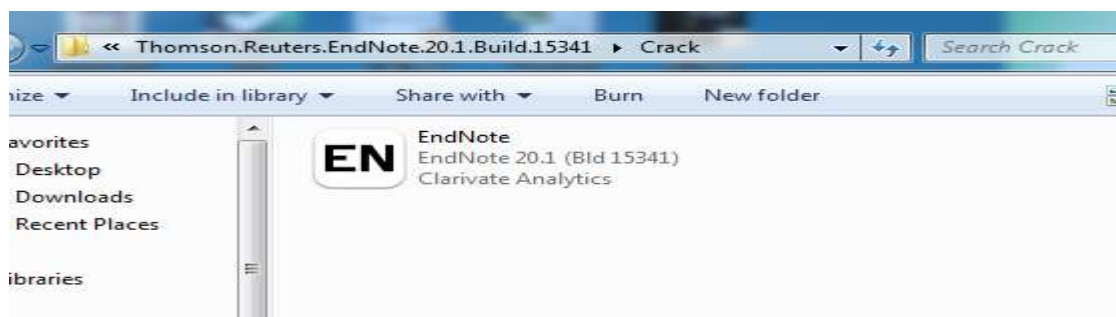 « Thomson.Reuters.EndNote.20.1.Build.15341 ▸ Crack
Search Crack
nize
Include in library
Share with
Burn
New folder
avorites
Desktop
Downloads
Recent Places
ibraries
EN
EndNote
EndNote 20.1 (Bld 15341)
Clarivate Analytics